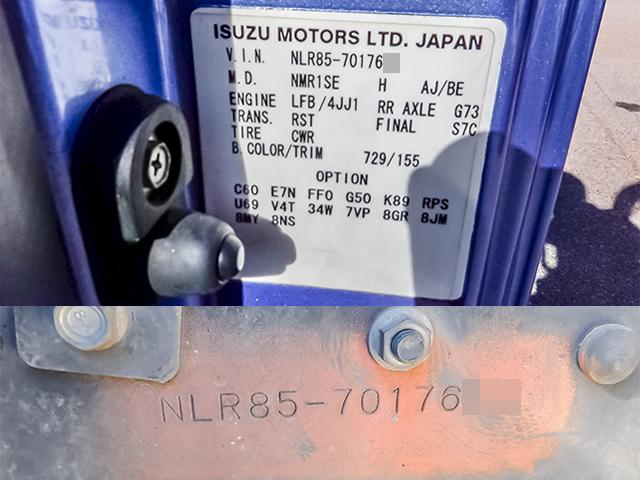 ISUZU MOTORS LTD. JAPAN
V.I.N. NLR85-70176
M.D. NMR1SE H AJ/BE
ENGINE LFB/4JJ1 RR AXLE G73
TRANS. RST FINAL S7C
TIRE CWR
B.COLOR/TRIM 729/155
OPTION
C60 E7N FF0 G50 K89 RPS
U69 V4T 34W 7VP 8GR 8JM
8MY 8NS
NLR85-70176